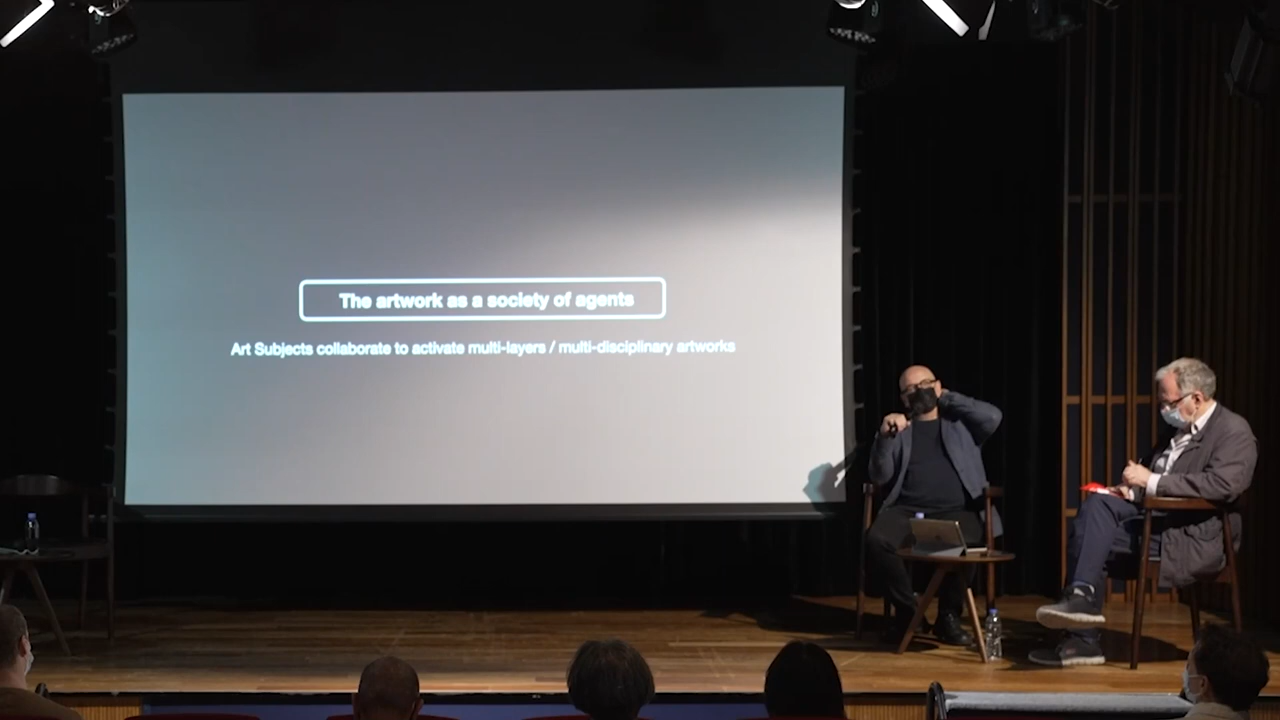 The artwork as a society of agents
Art Subjects collaborate to activate multi-layers / multi-disciplinary artworks